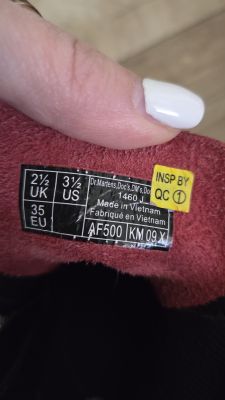 2½ UK
3½ US
35 EU
Dr.Martens,Doc's,DM's,Do
1460 J
Made in Vietnam
Fabriqué en Vietnam
AF500 KM 09 X
INSP BY
QC 1